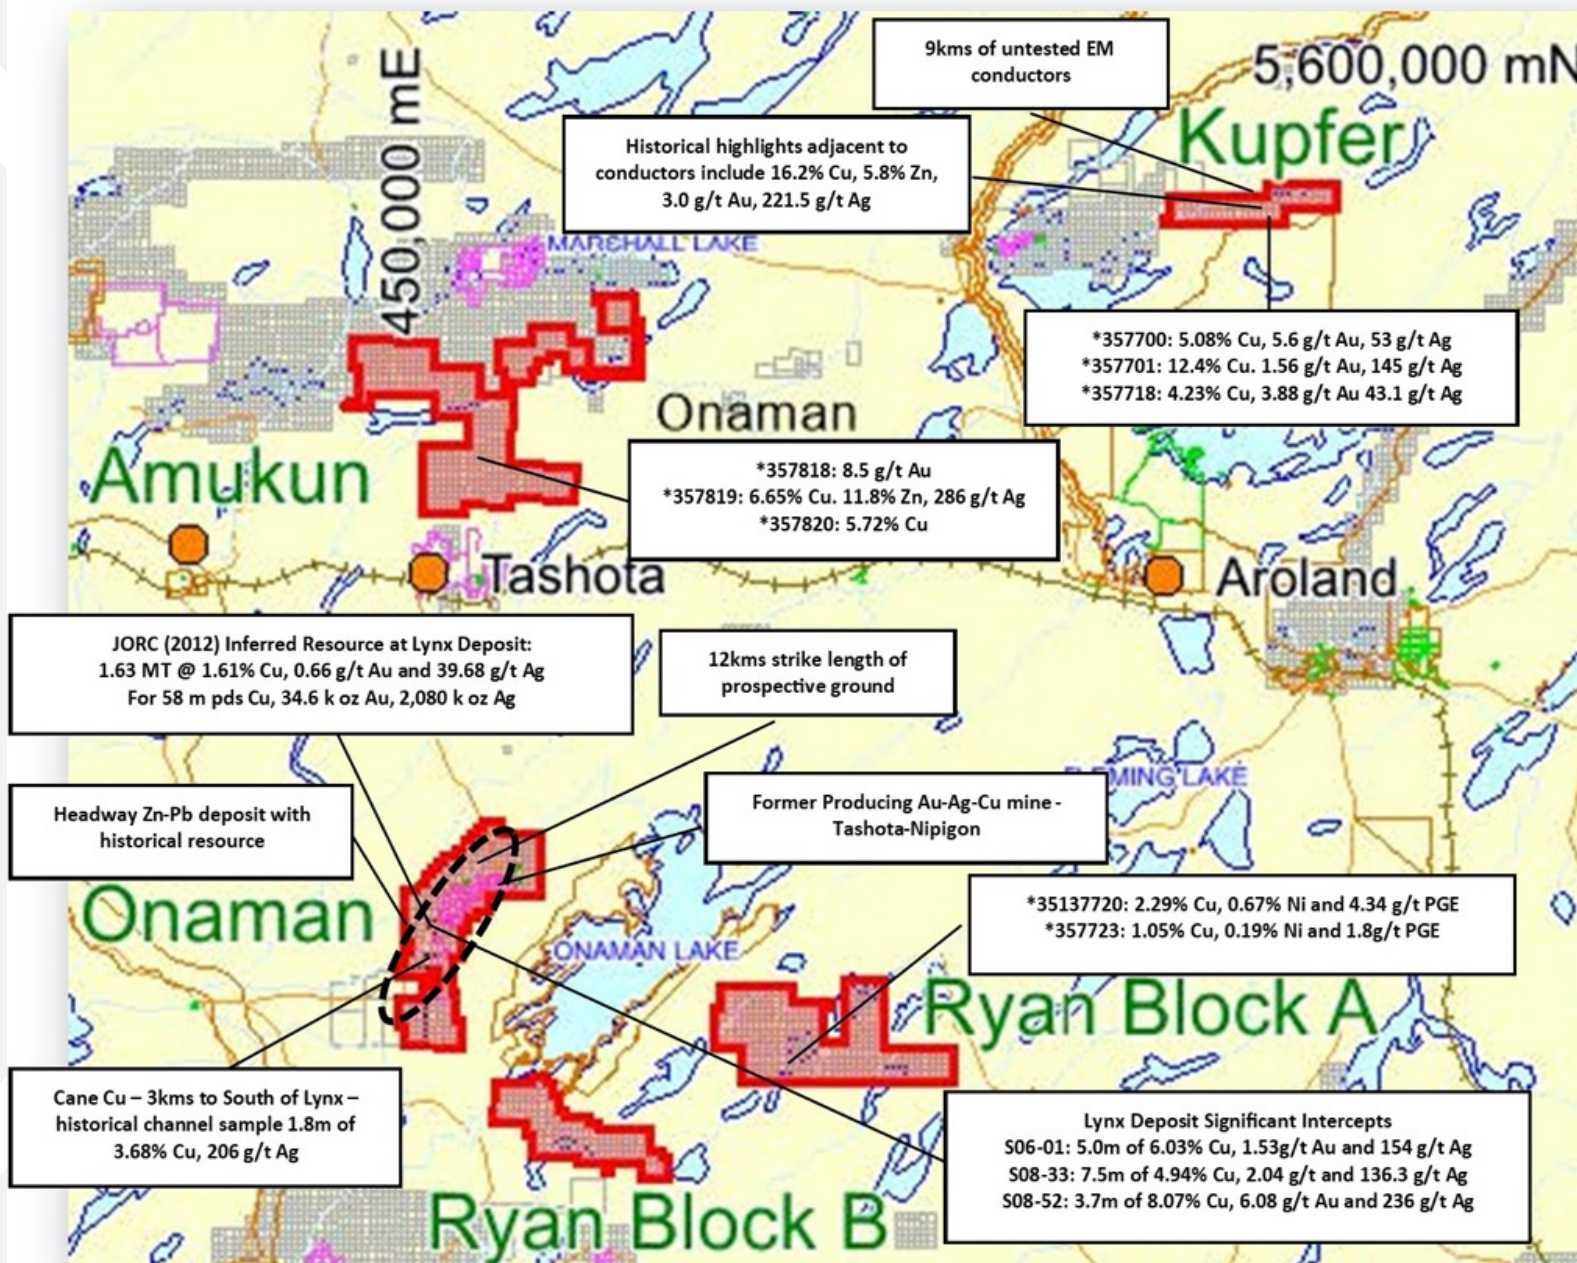 9kms of untested EM
conductors
5,600,000 mN
450,000 mE
Kupfer
Historical highlights adjacent to
conductors include 16.2% Cu, 5.8% Zn,
3.0 g/t Au, 221.5 g/t Ag
MARSHALL LAKE
*357700: 5.08% Cu, 5.6 g/t Au, 53 g/t Ag
*357701: 12.4% Cu. 1.56 g/t Au, 145 g/t Ag
*357718: 4.23% Cu, 3.88 g/t Au 43.1 g/t Ag
Onaman
Amukun
*357818: 8.5 g/t Au
*357819: 6.65% Cu. 11.8% Zn, 286 g/t Ag
*357820: 5.72% Cu
Tashota
Aroland
JORC (2012) Inferred Resource at Lynx Deposit:
1.63 MT @ 1.61% Cu, 0.66 g/t Au and 39.68 g/t Ag
For 58 m pds Cu, 34.6 k oz Au, 2,080 k oz Ag
12kms strike length of
prospective ground
Headway Zn-Pb deposit with
historical resource
Former Producing Au-Ag-Cu mine -
Tashota-Nipigon
FLEMING LAKE
Onaman
*35137720: 2.29% Cu, 0.67% Ni and 4.34 g/t PGE
*357723: 1.05% Cu, 0.19% Ni and 1.8g/t PGE
ONAMAN LAKE
Ryan Block A
Cane Cu – 3kms to South of Lynx –
historical channel sample 1.8m of
3.68% Cu, 206 g/t Ag
Lynx Deposit Significant Intercepts
S06-01: 5.0m of 6.03% Cu, 1.53g/t Au and 154 g/t Ag
S08-33: 7.5m of 4.94% Cu, 2.04 g/t and 136.3 g/t Ag
S08-52: 3.7m of 8.07% Cu, 6.08 g/t Au and 236 g/t Ag
Ryan Block B